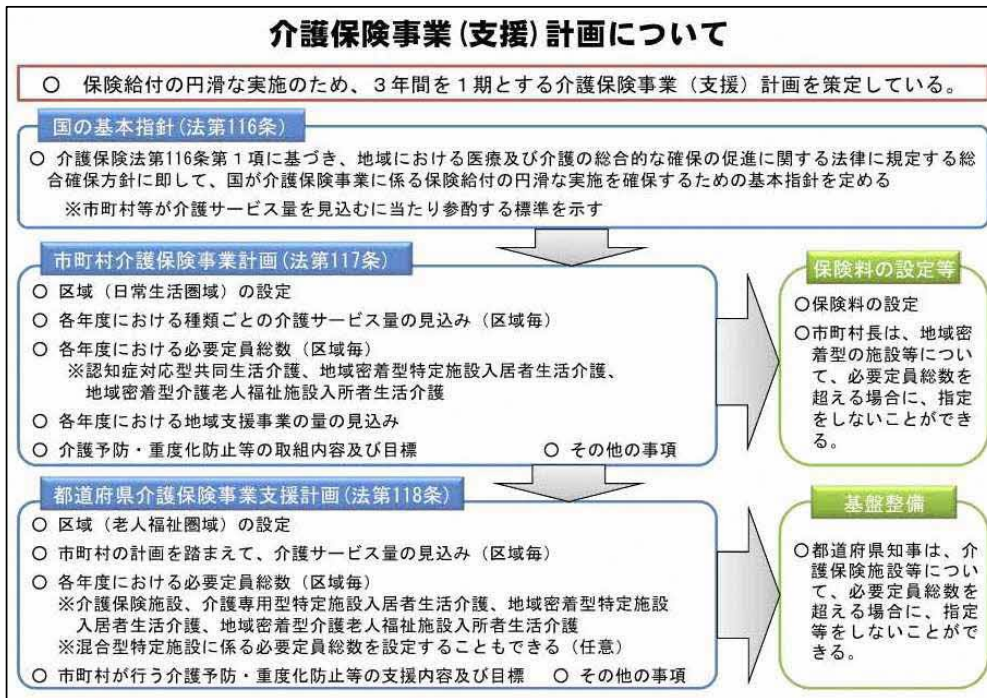 介護保険事業(支援)計画について
○ 保険給付の円滑な実施のため、3年間を1期とする介護保険事業（支援）計画を策定している。
国の基本指針(法第116条)
○ 介護保険法第116条第１項に基づき、地域における医療及び介護の総合的な確保の促進に関する法律に規定する総
合確保方針に即して、国が介護保険事業に係る保険給付の円滑な実施を確保するための基本指針を定める
※市町村等が介護サービス量を見込むに当たり参酌する標準を示す
市町村介護保険事業計画(法第117条)
○ 区域（日常生活圏域）の設定
○ 各年度における種類ごとの介護サービス量の見込み（区域毎）
○ 各年度における必要定員総数（区域毎）
※認知症対応型共同生活介護、地域密着型特定施設入居者生活介護、
地域密着型介護老人福祉施設入所者生活介護
○ 各年度における地域支援事業の量の見込み
○ 介護予防・重度化防止等の取組内容及び目標 ○ その他の事項
保険料の設定等
○保険料の設定
○市町村長は、地域密
着型の施設等につい
て、必要定員総数を
超える場合に、指定
をしないことができ
る。
都道府県介護保険事業支援計画(法第118条)
○ 区域（老人福祉圏域）の設定
○ 市町村の計画を踏まえて、介護サービス量の見込み（区域毎）
○ 各年度における必要定員総数（区域毎）
※介護保険施設、介護専用型特定施設入居者生活介護、地域密着型特定施設
入居者生活介護、地域密着型介護老人福祉施設入所者生活介護
※混合型特定施設に係る必要定員総数を設定することもできる（任意）
○ 市町村が行う介護予防・重度化防止等の支援内容及び目標 ○ その他の事項
基盤整備
○都道府県知事は、介
護保険施設等につい
て、必要定員総数を
超える場合に、指定
等をしないことがで
きる。